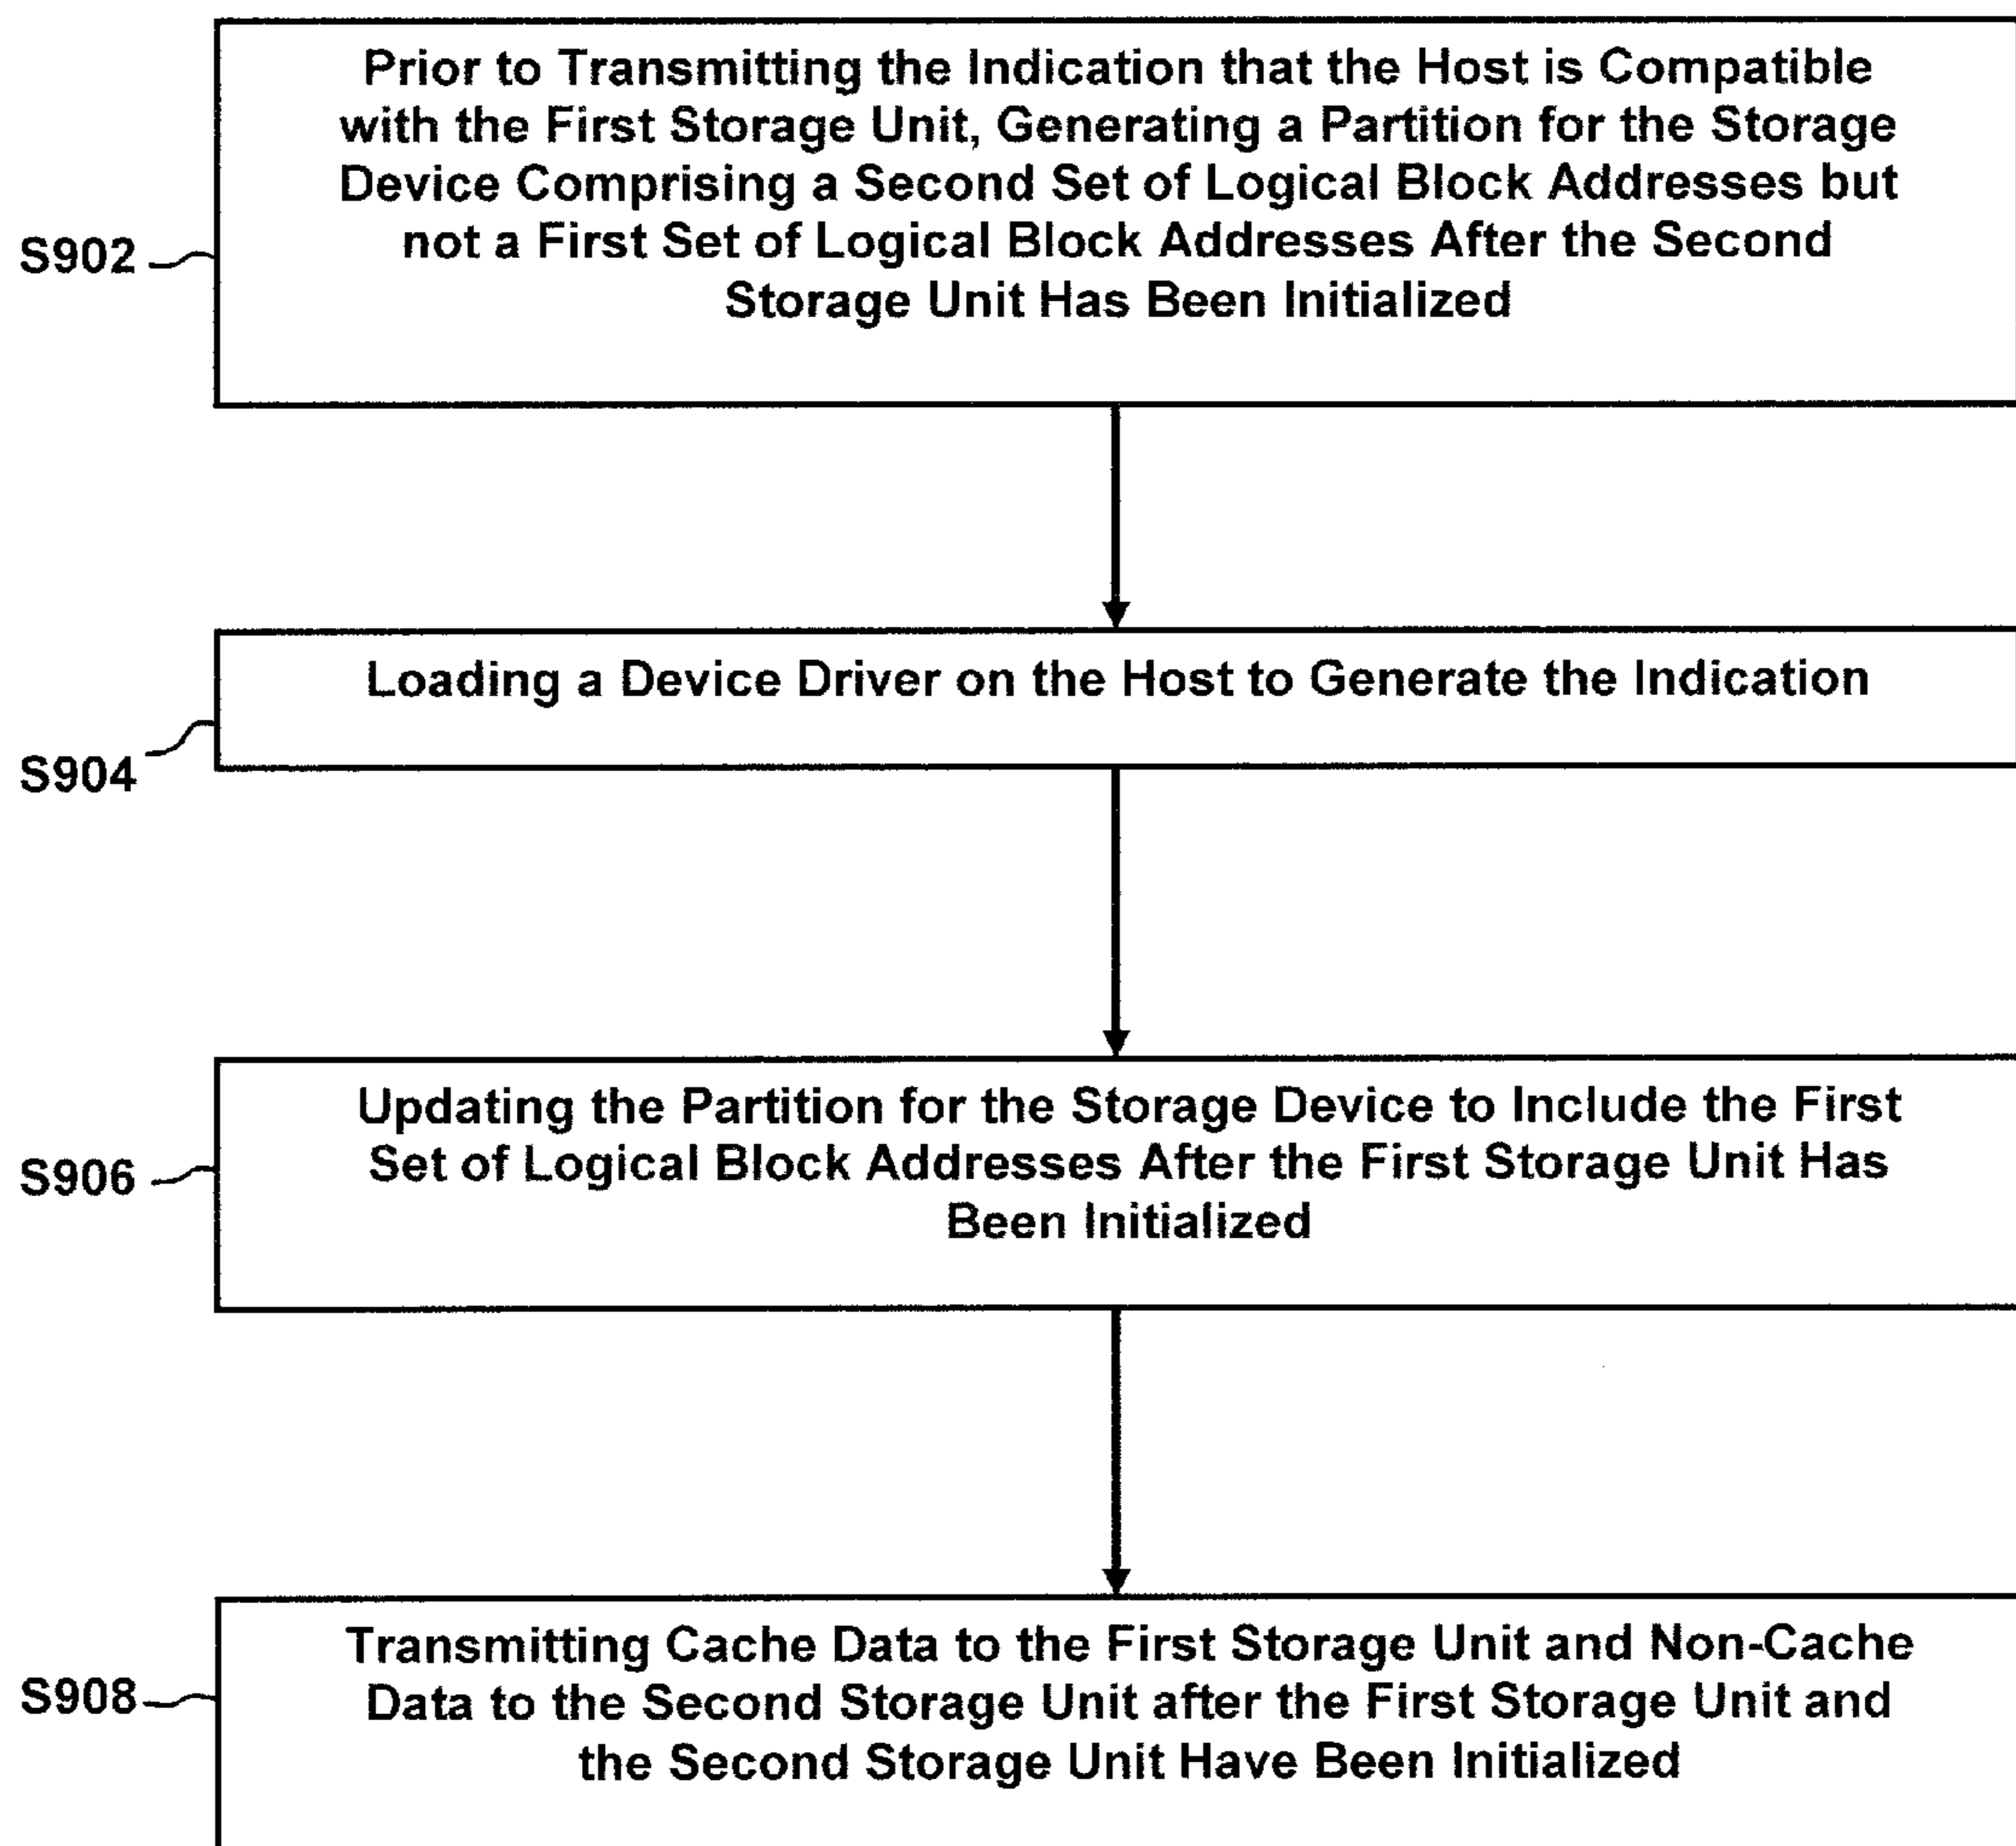 Prior to Transmitting the Indication that the Host is Compatible
with the First Storage Unit, Generating a Partition for the Storage
Device Comprising a Second Set of Logical Block Addresses but
not a First Set of Logical Block Addresses After the Second
Storage Unit Has Been Initialized
S902
Loading a Device Driver on the Host to Generate the Indication
S904
Updating the Partition for the Storage Device to Include the First
Set of Logical Block Addresses After the First Storage Unit Has
Been Initialized
S906
Transmitting Cache Data to the First Storage Unit and Non-Cache
Data to the Second Storage Unit after the First Storage Unit and
the Second Storage Unit Have Been Initialized
S908